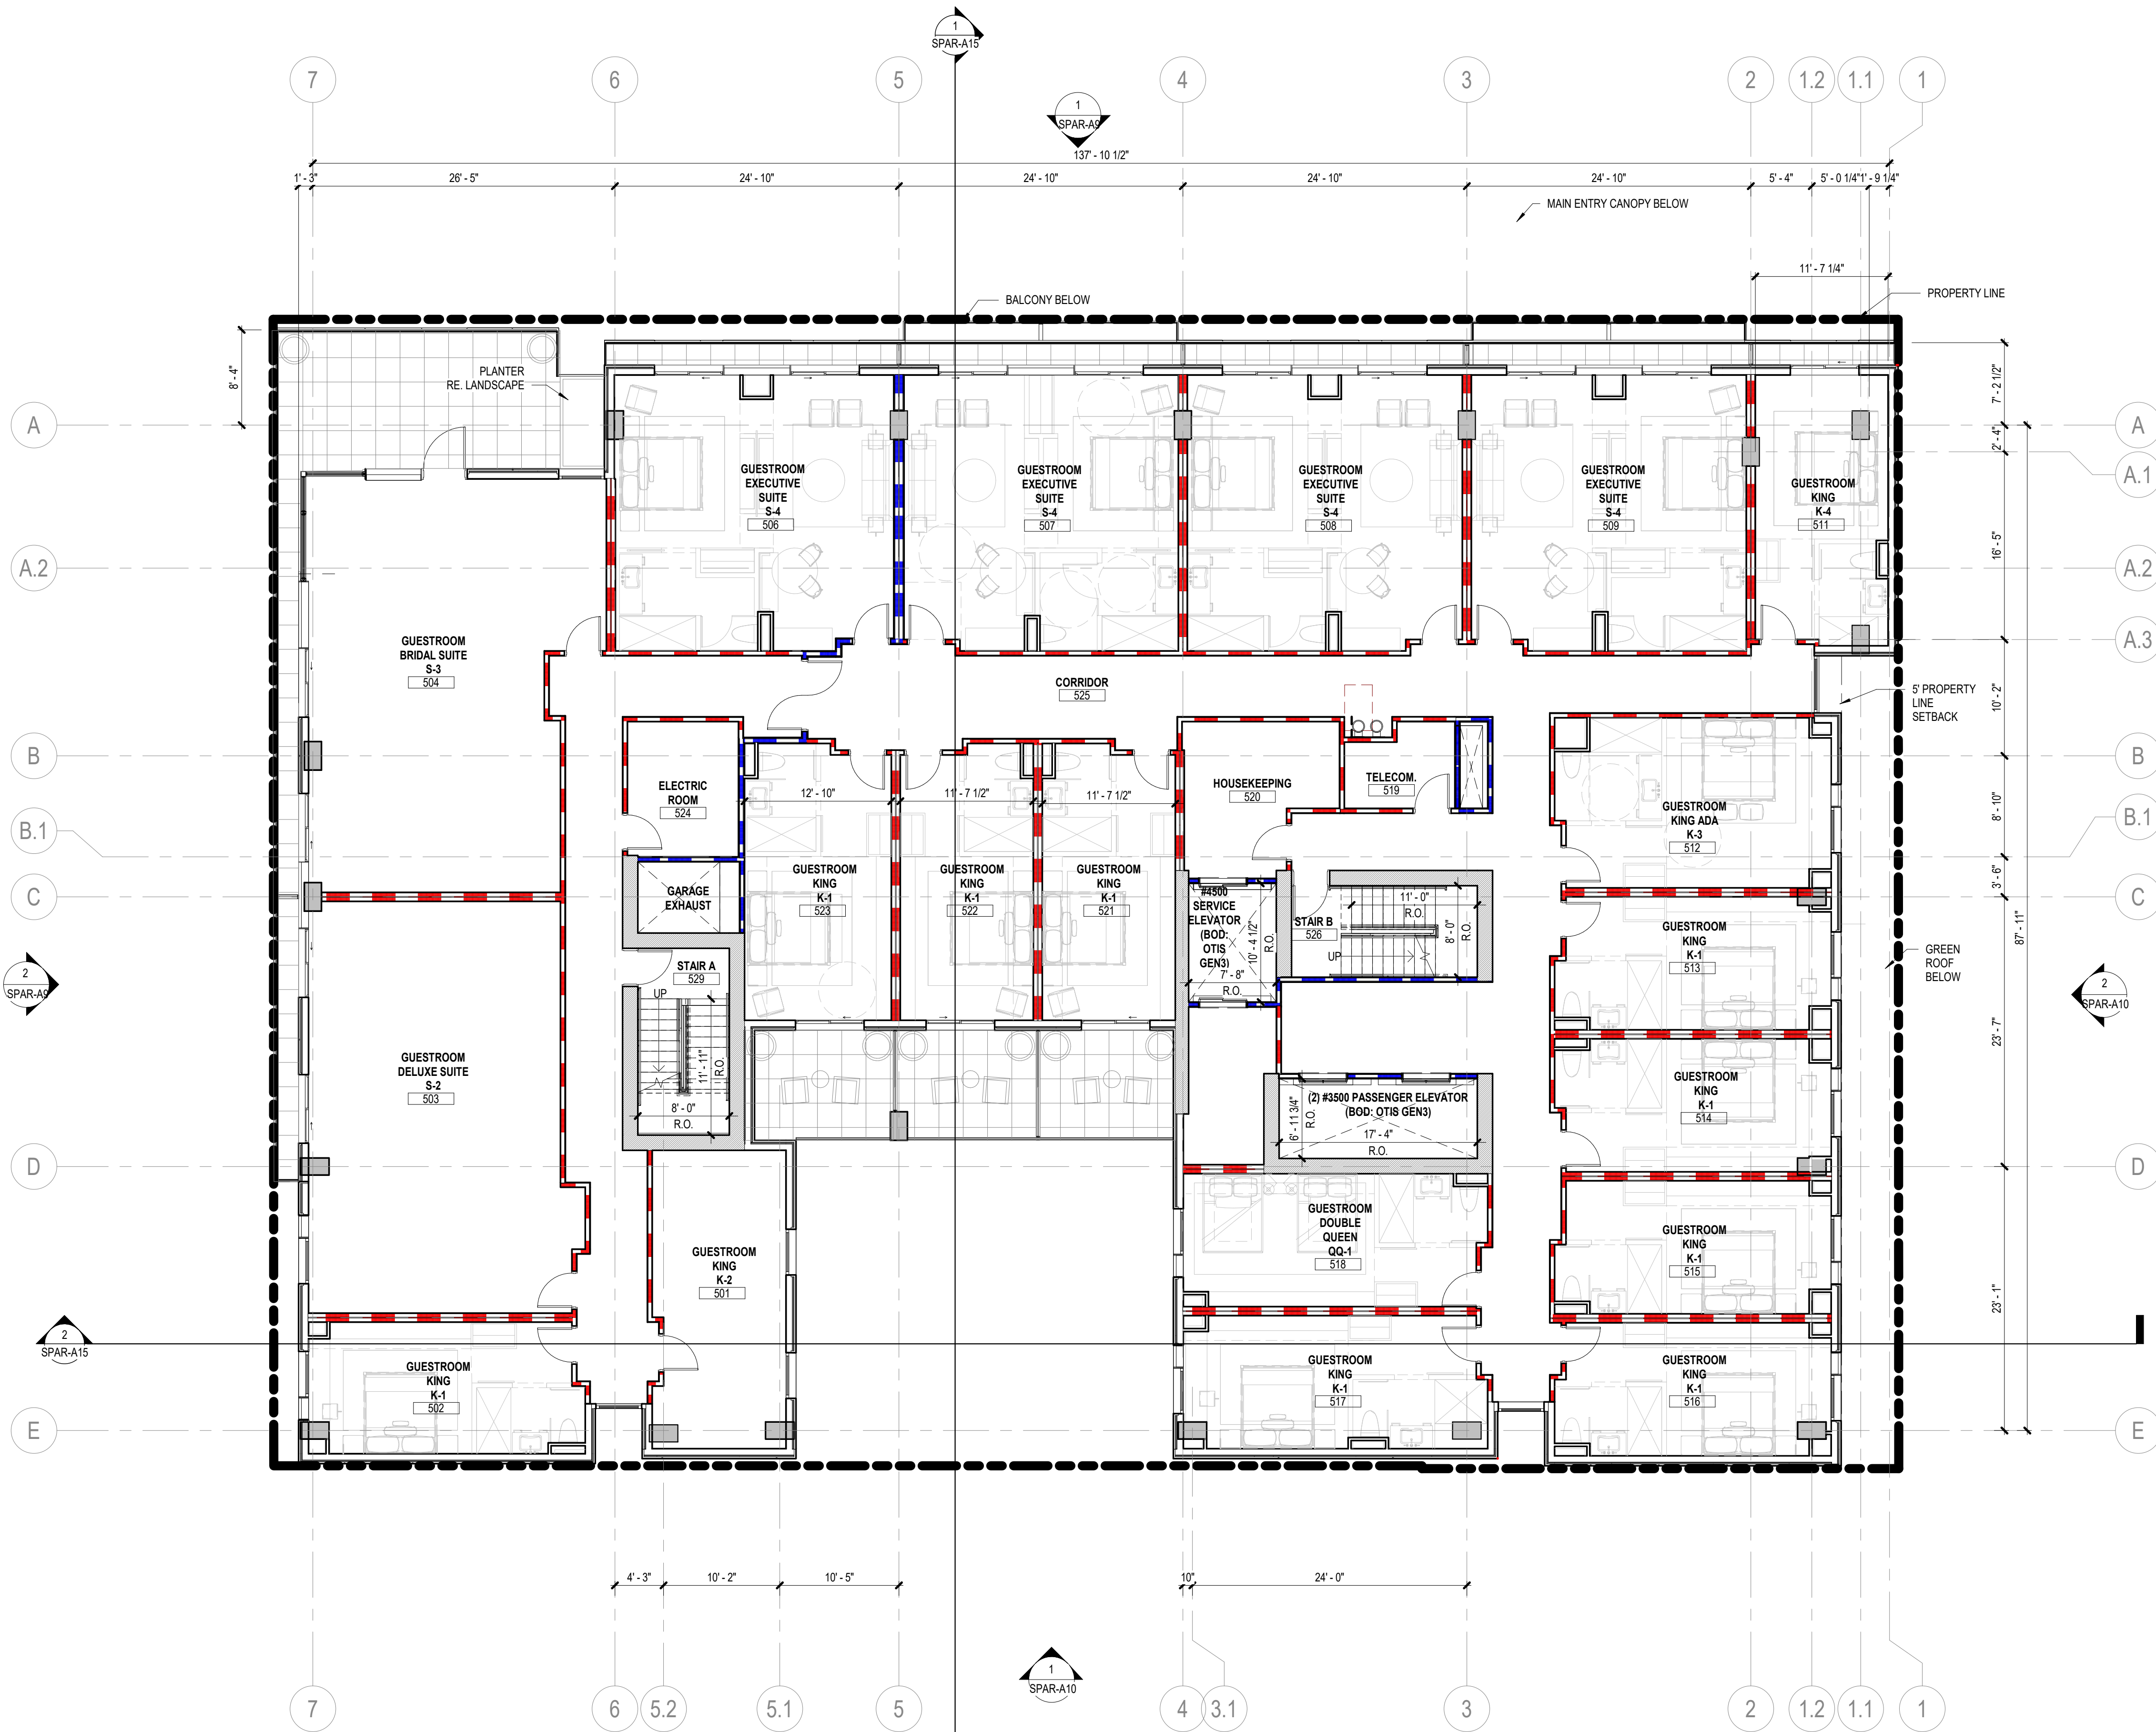 1
SPAR-A15
7
6
5
4
3
2
1.2
1.1
1
1
SPAR-A9
137' - 10 1/2"
1' - 3"
26' - 5"
24' - 10"
24' - 10"
24' - 10"
24' - 10"
5' - 4"
5' - 0 1/4"
1' - 9 1/4"
MAIN ENTRY CANOPY BELOW
11' - 7 1/4"
BALCONY BELOW
PROPERTY LINE
8' - 4"
PLANTER
RE. LANDSCAPE
7' - 2 1/2"
A
A
2' - 4"
A.1
GUESTROOM
EXECUTIVE
SUITE
S-4
506
GUESTROOM
EXECUTIVE
SUITE
S-4
507
GUESTROOM
EXECUTIVE
SUITE
S-4
508
GUESTROOM
EXECUTIVE
SUITE
S-4
509
GUESTROOM
KING
K-4
511
16' - 5"
A.2
A.2
A.3
GUESTROOM
BRIDAL SUITE
S-3
504
CORRIDOR
525
5' PROPERTY
LINE
SETBACK
10' - 2"
B
B
ELECTRIC
ROOM
524
12' - 10"
11' - 7 1/2"
11' - 7 1/2"
HOUSEKEEPING
520
TELECOM.
519
GUESTROOM
KING ADA
K-3
512
8' - 10"
B.1
B.1
3' - 6"
C
C
87' - 11"
GARAGE
EXHAUST
GUESTROOM
KING
K-1
523
GUESTROOM
KING
K-1
522
GUESTROOM
KING
K-1
521
#4500
SERVICE
ELEVATOR
(BOD:
OTIS
GEN3)
7' - 8"
R.O.
10' - 4 1/2"
R.O.
STAIR B
526
UP
11' - 0"
R.O.
8' - 0"
R.O.
GUESTROOM
KING
K-1
513
GREEN
ROOF
BELOW
2
SPAR-A9
2
SPAR-A10
STAIR A
529
UP
11' - 11"
R.O.
8' - 0"
R.O.
23' - 7"
GUESTROOM
DELUXE SUITE
S-2
503
GUESTROOM
KING
K-1
514
(2) #3500 PASSENGER ELEVATOR
(BOD: OTIS GEN3)
6' - 11 3/4"
R.O.
17' - 4"
R.O.
D
D
GUESTROOM
KING
K-2
501
GUESTROOM
DOUBLE
QUEEN
QQ-1
518
GUESTROOM
KING
K-1
515
23' - 1"
2
SPAR-A15
GUESTROOM
KING
K-1
502
GUESTROOM
KING
K-1
517
GUESTROOM
KING
K-1
516
E
E
4' - 3"
10' - 2"
10' - 5"
10"
24' - 0"
1
SPAR-A10
7
6
5.2
5.1
5
4
3.1
3
2
1.2
1.1
1